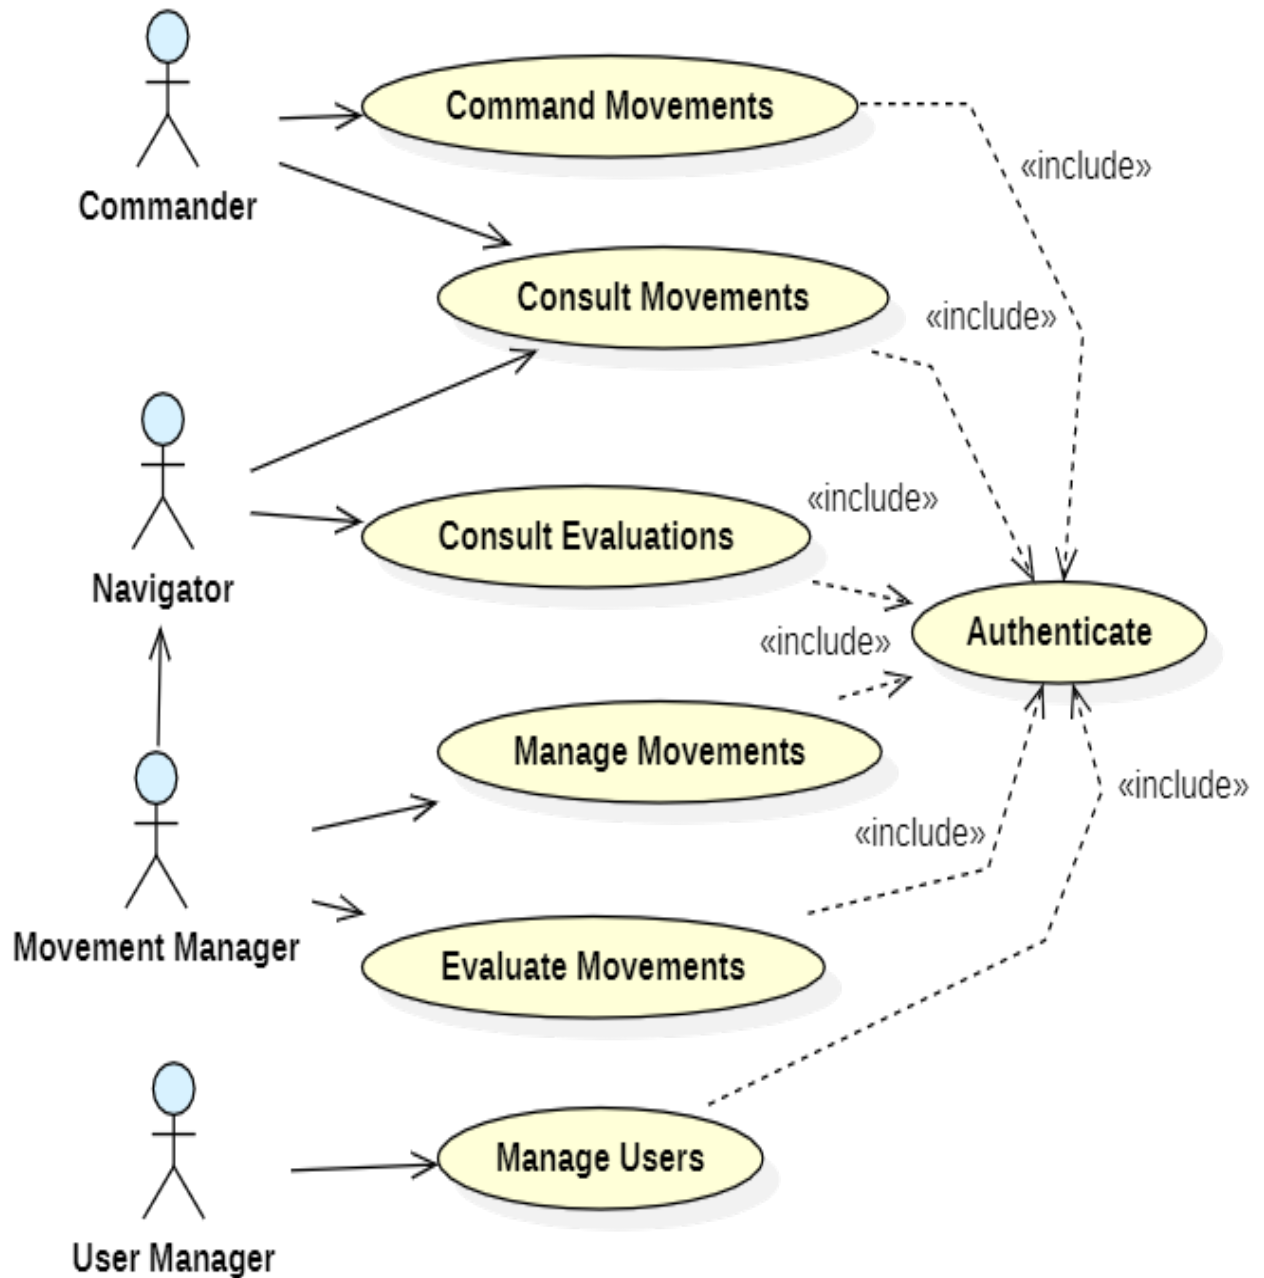 Command Movements
«include»
Commander
Consult Movements
«include»
«include»
Consult Evaluations
Navigator
Authenticate
«include»
Manage Movements
«include»
«include»
Movement Manager
Evaluate Movements
Manage Users
User Manager